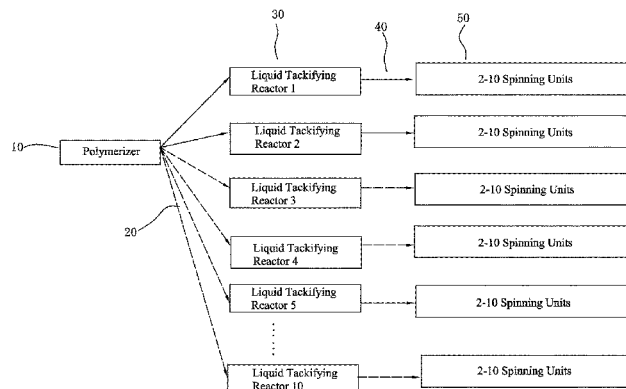 30
40
50
Liquid Tackifying
Reactor 1
2-10 Spinning Units
10
Polymerizer
Liquid Tackifying
Reactor 2
2-10 Spinning Units
Liquid Tackifying
Reactor 3
2-10 Spinning Units
20
Liquid Tackifying
Reactor 4
2-10 Spinning Units
Liquid Tackifying
Reactor 5
2-10 Spinning Units
Liquid Tackifying
Reactor 10
2-10 Spinning Units